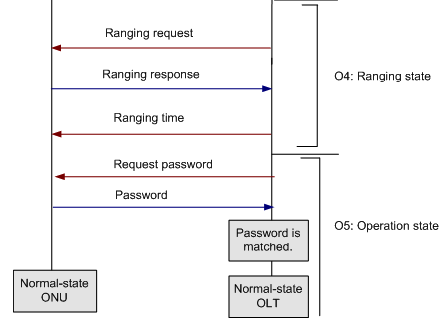 Ranging request
Ranging response
O4: Ranging state
Ranging time
Request password
Password
O5: Operation state
Password is
matched.
Normal-state
ONU
Normal-state
OLT